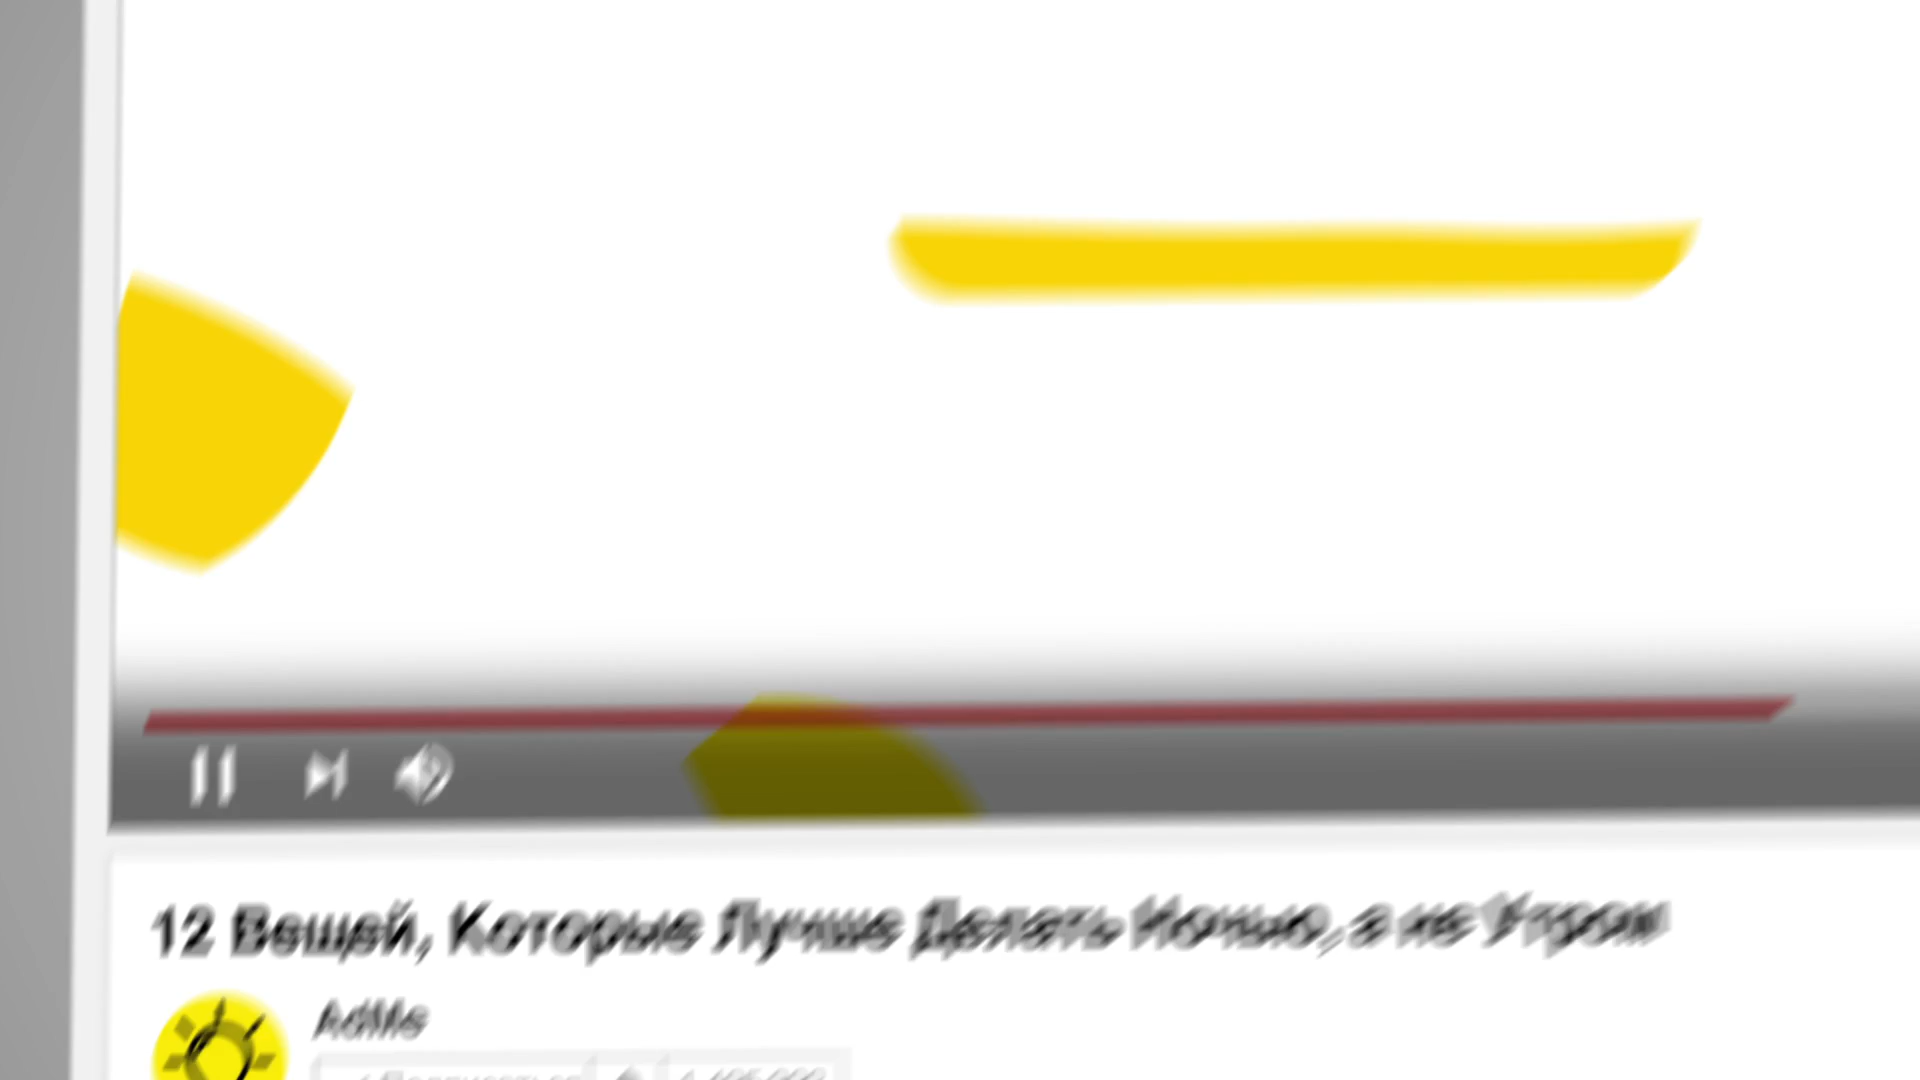 12 Вещей, Которые Лучше Делать Ночью, а не Утром
AdMe